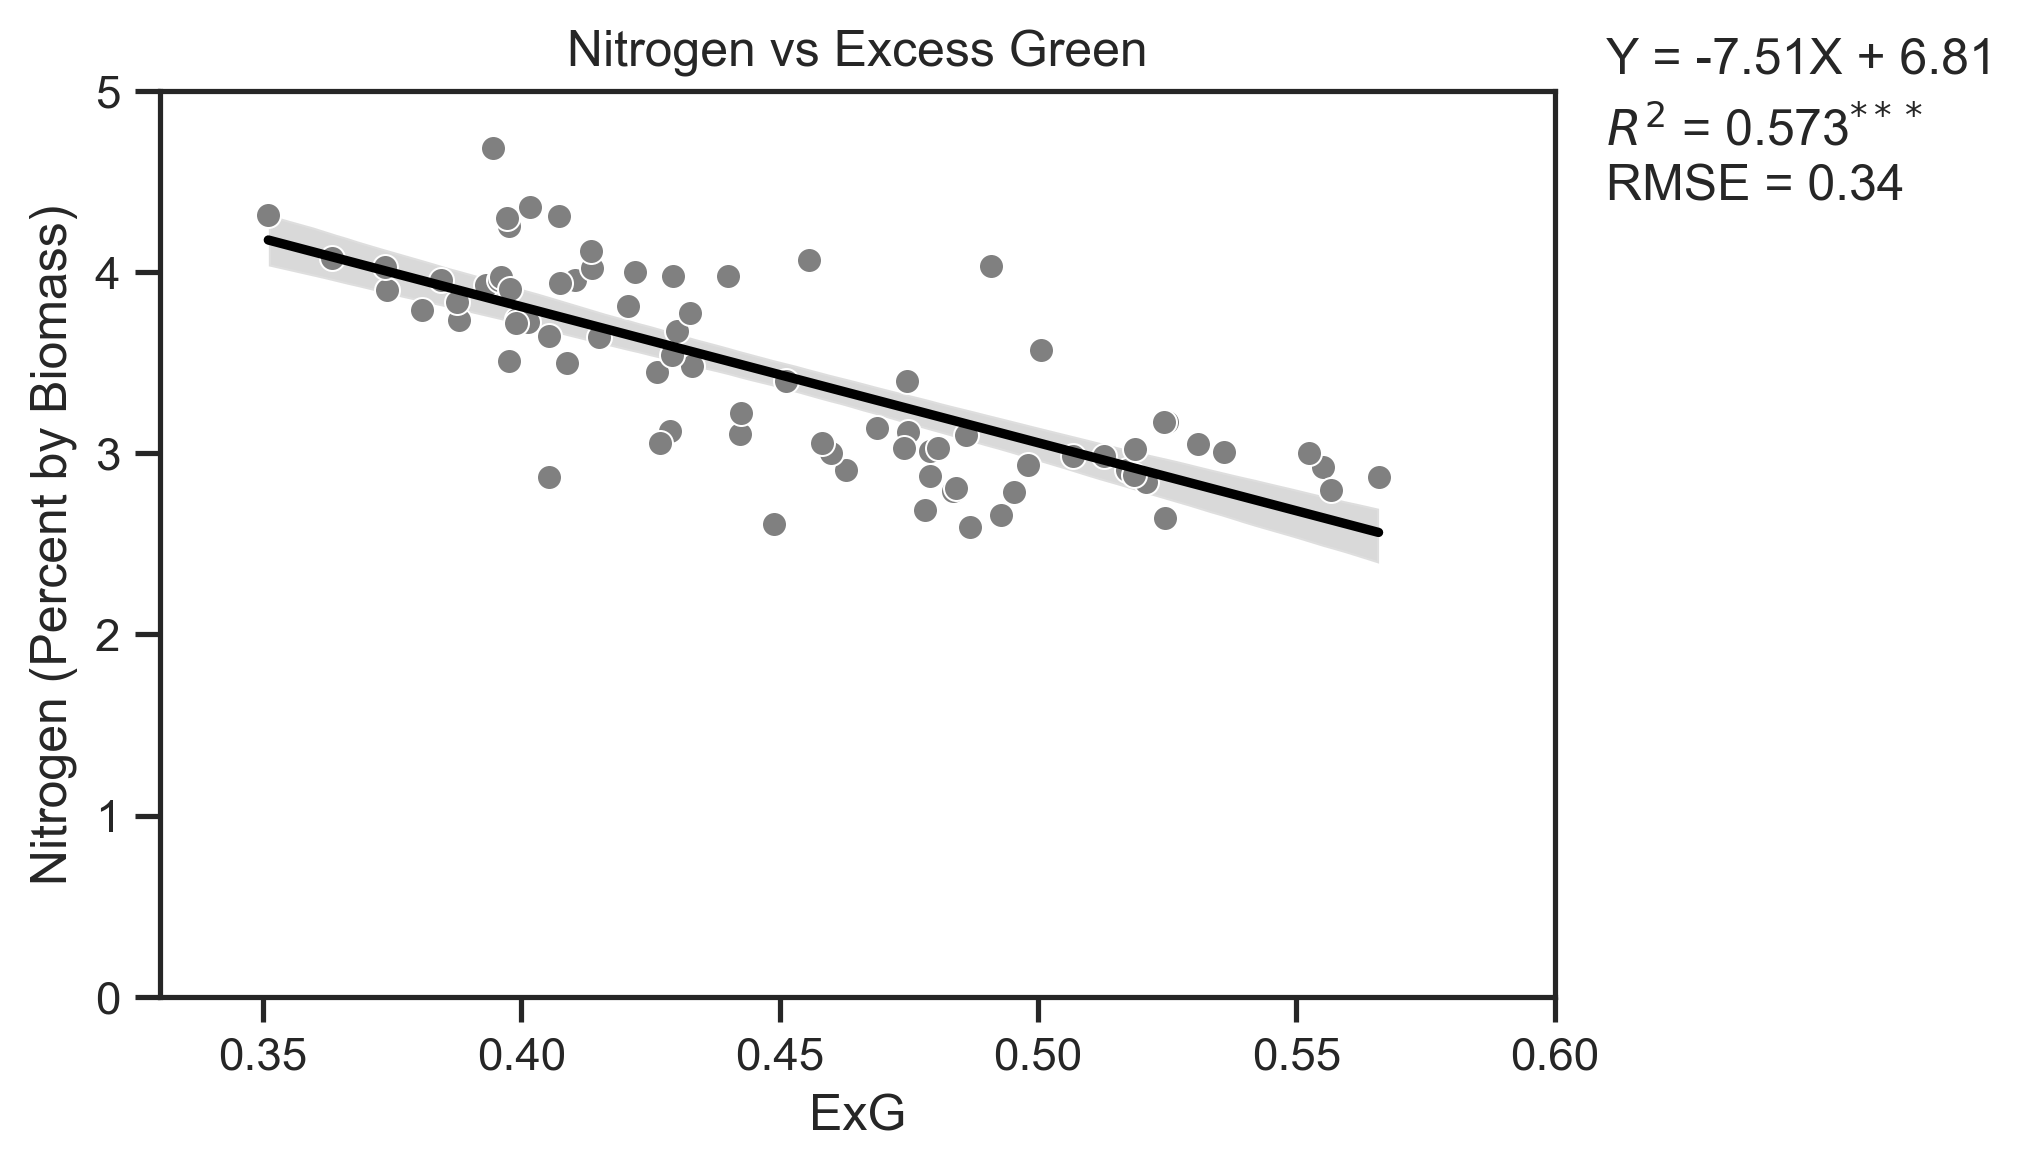 Nitrogen vs Excess Green
Y = -7.51X + 6.81
R² = 0.573***
RMSE = 0.34
Nitrogen (Percent by Biomass)
5
4
3
2
1
0
0.35 0.40 0.45 0.50 0.55 0.60
ExG